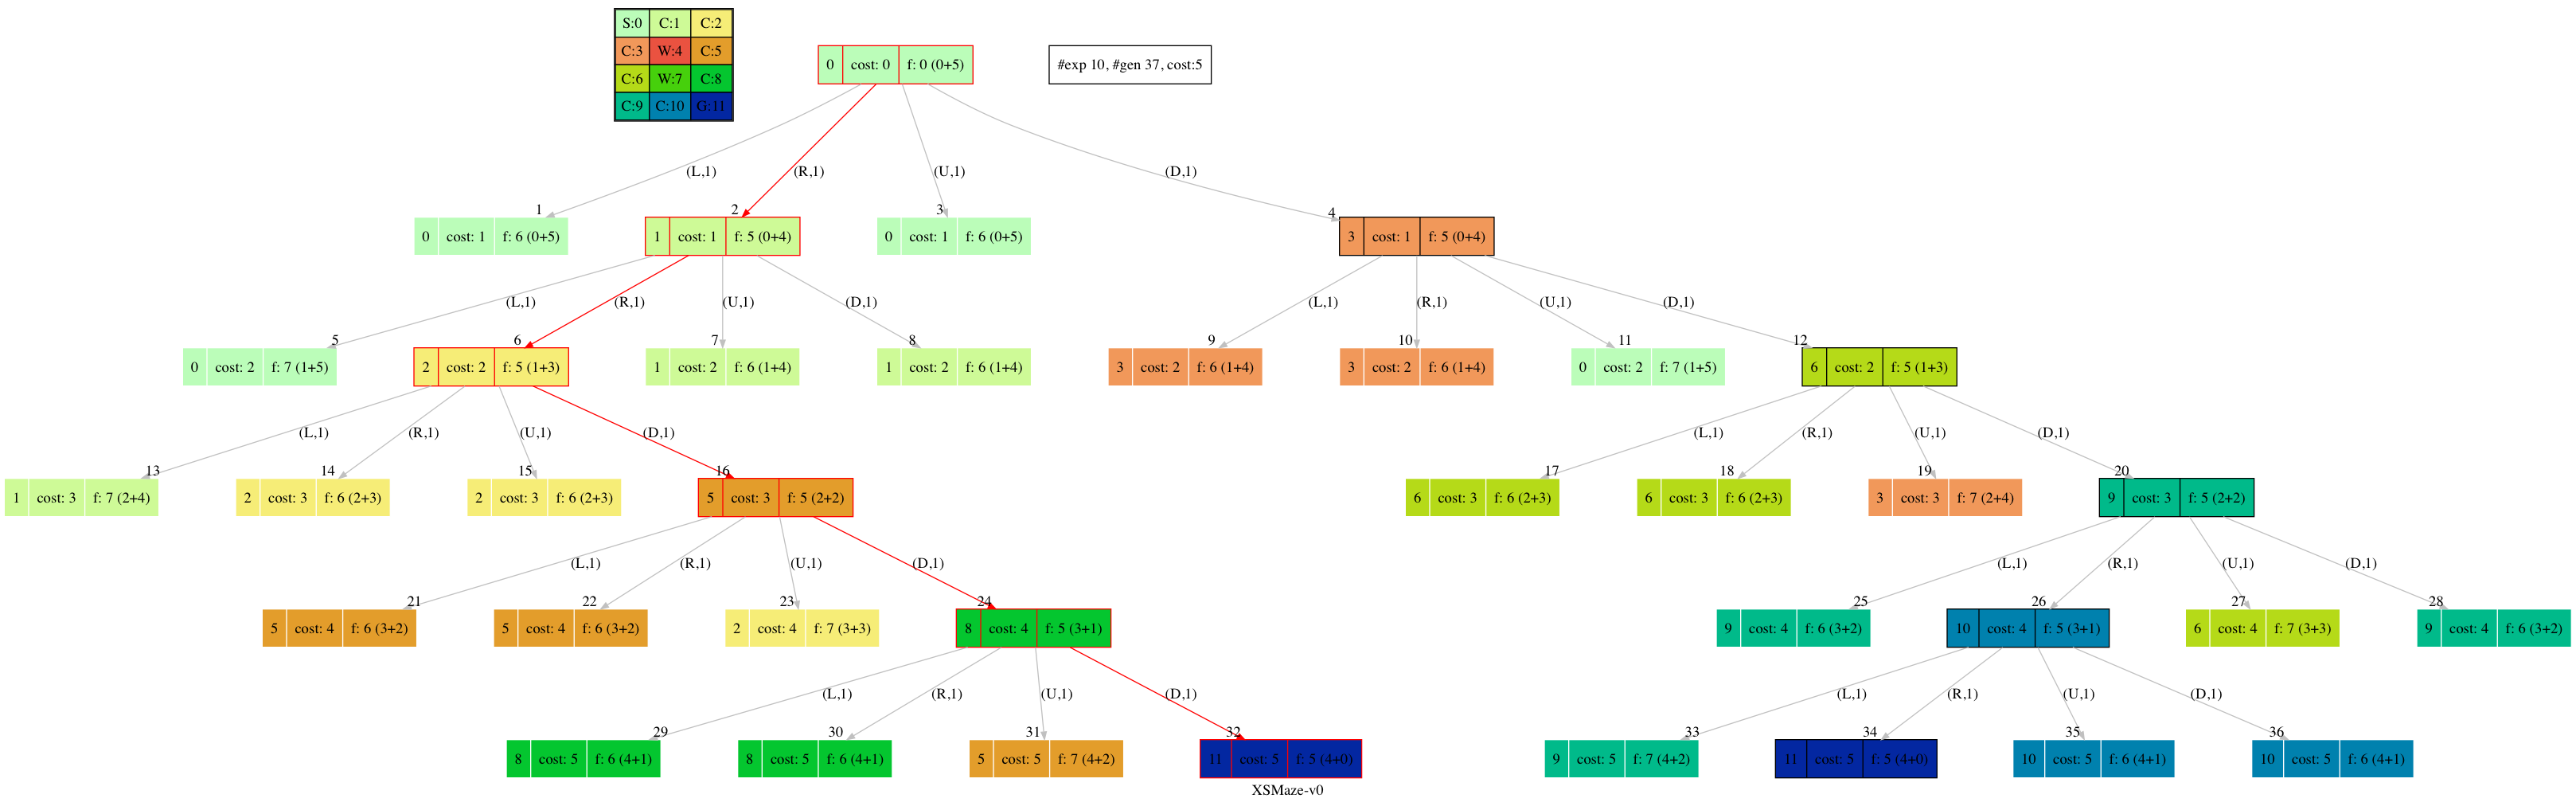 S:0 C:1 C:2
C:3 W:4 C:5
C:6 W:7 C:8
C:9 C:10 G:11
0 cost: 0 f: 0 (0+5)
#exp 10, #gen 37, cost:5
(L,1) (R,1) (U,1) (D,1)
1 2 3 4
0 cost: 1 f: 6 (0+5) 1 cost: 1 f: 5 (0+4) 0 cost: 1 f: 6 (0+5) 3 cost: 1 f: 5 (0+4)
(L,1) (R,1) (U,1) (D,1) (L,1) (R,1) (U,1) (D,1)
5 6 7 8 9 10 11 12
0 cost: 2 f: 7 (1+5) 2 cost: 2 f: 5 (1+3) 1 cost: 2 f: 6 (1+4) 1 cost: 2 f: 6 (1+4) 3 cost: 2 f: 6 (1+4) 3 cost: 2 f: 6 (1+4) 0 cost: 2 f: 7 (1+5) 6 cost: 2 f: 5 (1+3)
(L,1) (R,1) (U,1) (D,1) (L,1) (R,1) (U,1) (D,1)
13 14 15 16 17 18 19 20
1 cost: 3 f: 7 (2+4) 2 cost: 3 f: 6 (2+3) 2 cost: 3 f: 6 (2+3) 5 cost: 3 f: 5 (2+2) 6 cost: 3 f: 6 (2+3) 6 cost: 3 f: 6 (2+3) 3 cost: 3 f: 7 (2+4) 9 cost: 3 f: 5 (2+2)
(L,1) (R,1) (U,1) (D,1) (L,1) (R,1) (U,1) (D,1)
21 22 23 24 25 26 27 28
5 cost: 4 f: 6 (3+2) 5 cost: 4 f: 6 (3+2) 2 cost: 4 f: 7 (3+3) 8 cost: 4 f: 5 (3+1) 9 cost: 4 f: 6 (3+2) 10 cost: 4 f: 5 (3+1) 6 cost: 4 f: 7 (3+3) 9 cost: 4 f: 6 (3+2)
(L,1) (R,1) (U,1) (D,1) (L,1) (R,1) (U,1) (D,1)
29 30 31 32 33 34 35 36
8 cost: 5 f: 6 (4+1) 8 cost: 5 f: 6 (4+1) 5 cost: 5 f: 7 (4+2) 11 cost: 5 f: 5 (4+0) 9 cost: 5 f: 7 (4+2) 11 cost: 5 f: 5 (4+0) 10 cost: 5 f: 6 (4+1) 10 cost: 5 f: 6 (4+1)
XSMaze-v0